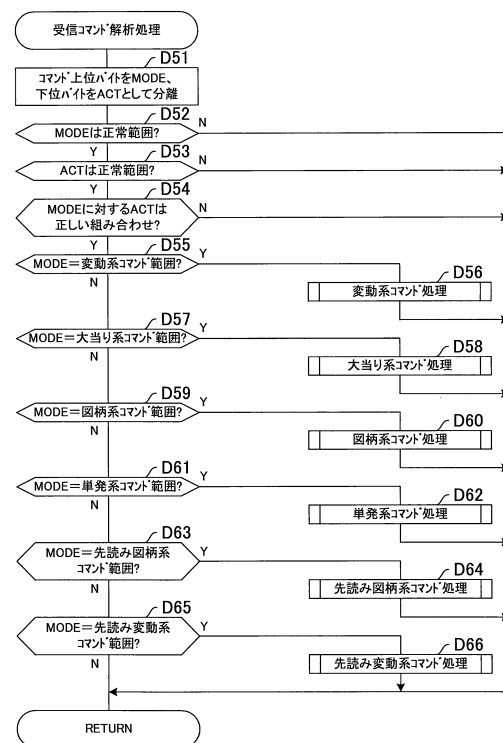 受信コマンド解析処理
D51
コマンド上位バイトをMODE、
下位バイトをACTとして分離
D52
MODEは正常範囲?
N
Y
D53
ACTは正常範囲?
N
Y
D54
MODEに対するACTは
正しい組み合わせ?
N
Y
D55
MODE=変動系コマンド範囲?
Y
N
D56
変動系コマンド処理
D57
MODE=大当り系コマンド範囲?
Y
N
D58
大当り系コマンド処理
D59
MODE=図柄系コマンド範囲?
Y
N
D60
図柄系コマンド処理
D61
MODE=単発系コマンド範囲?
Y
N
D62
単発系コマンド処理
D63
MODE=先読み図柄系
コマンド範囲?
Y
N
D64
先読み図柄系コマンド処理
D65
MODE=先読み変動系
コマンド範囲?
Y
N
D66
先読み変動系コマンド処理
RETURN